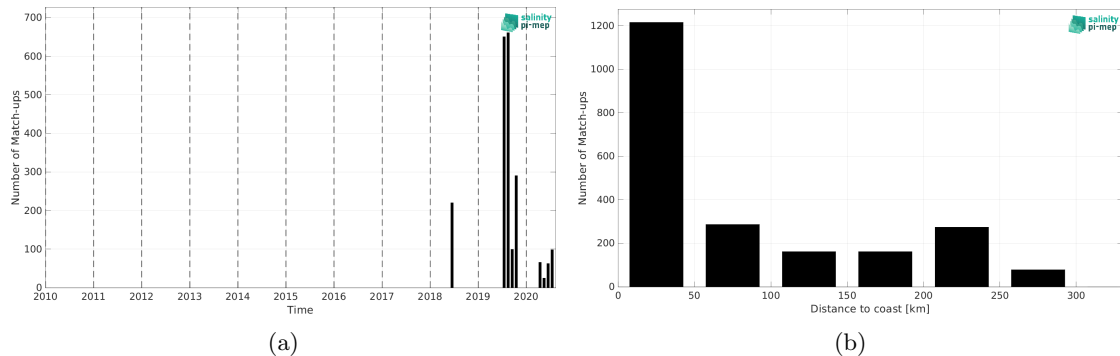 700
600
500
400
300
200
100
0
Number of Match-ups
2010 2011 2012 2013 2014 2015 2016 2017 2018 2019 2020
Time
salinity
pi-mep
(a)
1200
1000
800
600
400
200
0
Number of Match-ups
0 50 100 150 200 250 300
Distance to coast [km]
salinity
pi-mep
(b)